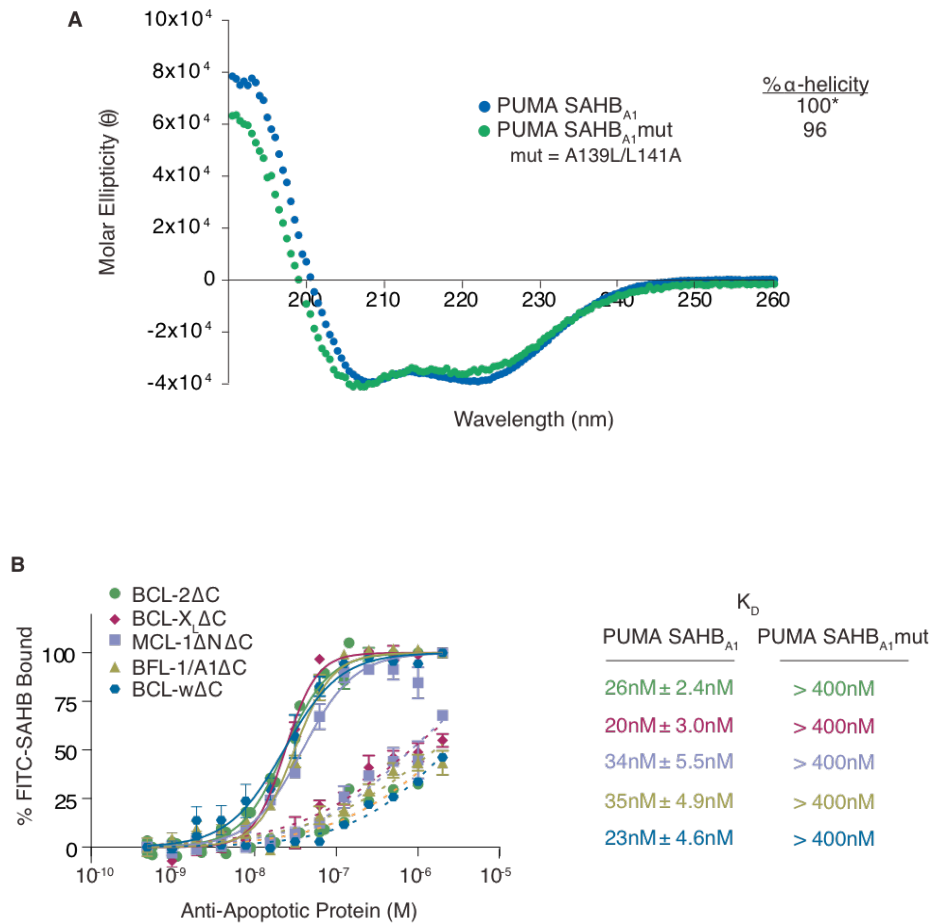 A
10x10⁴
8x10⁴
6x10⁴
4x10⁴
2x10⁴
0
-2x10⁴
-4x10⁴
Molar Ellipticity (θ)
200 210 220 230 240 250 260
Wavelength (nm)
% α-helicity
PUMA SAHB_A1 100*
PUMA SAHB_A1mut 96
mut = A139L/L141A
B
BCL-2ΔC
BCL-X_LΔC
MCL-1ΔNΔC
BFL-1/A1ΔC
BCL-wΔC
% FITC-SAHB Bound
100
75
50
25
0
10⁻¹⁰ 10⁻⁹ 10⁻⁸ 10⁻⁷ 10⁻⁶ 10⁻⁵
Anti-Apoptotic Protein (M)
K_D
PUMA SAHB_A1 PUMA SAHB_A1mut
26nM ± 2.4nM > 400nM
20nM ± 3.0nM > 400nM
34nM ± 5.5nM > 400nM
35nM ± 4.9nM > 400nM
23nM ± 4.6nM > 400nM